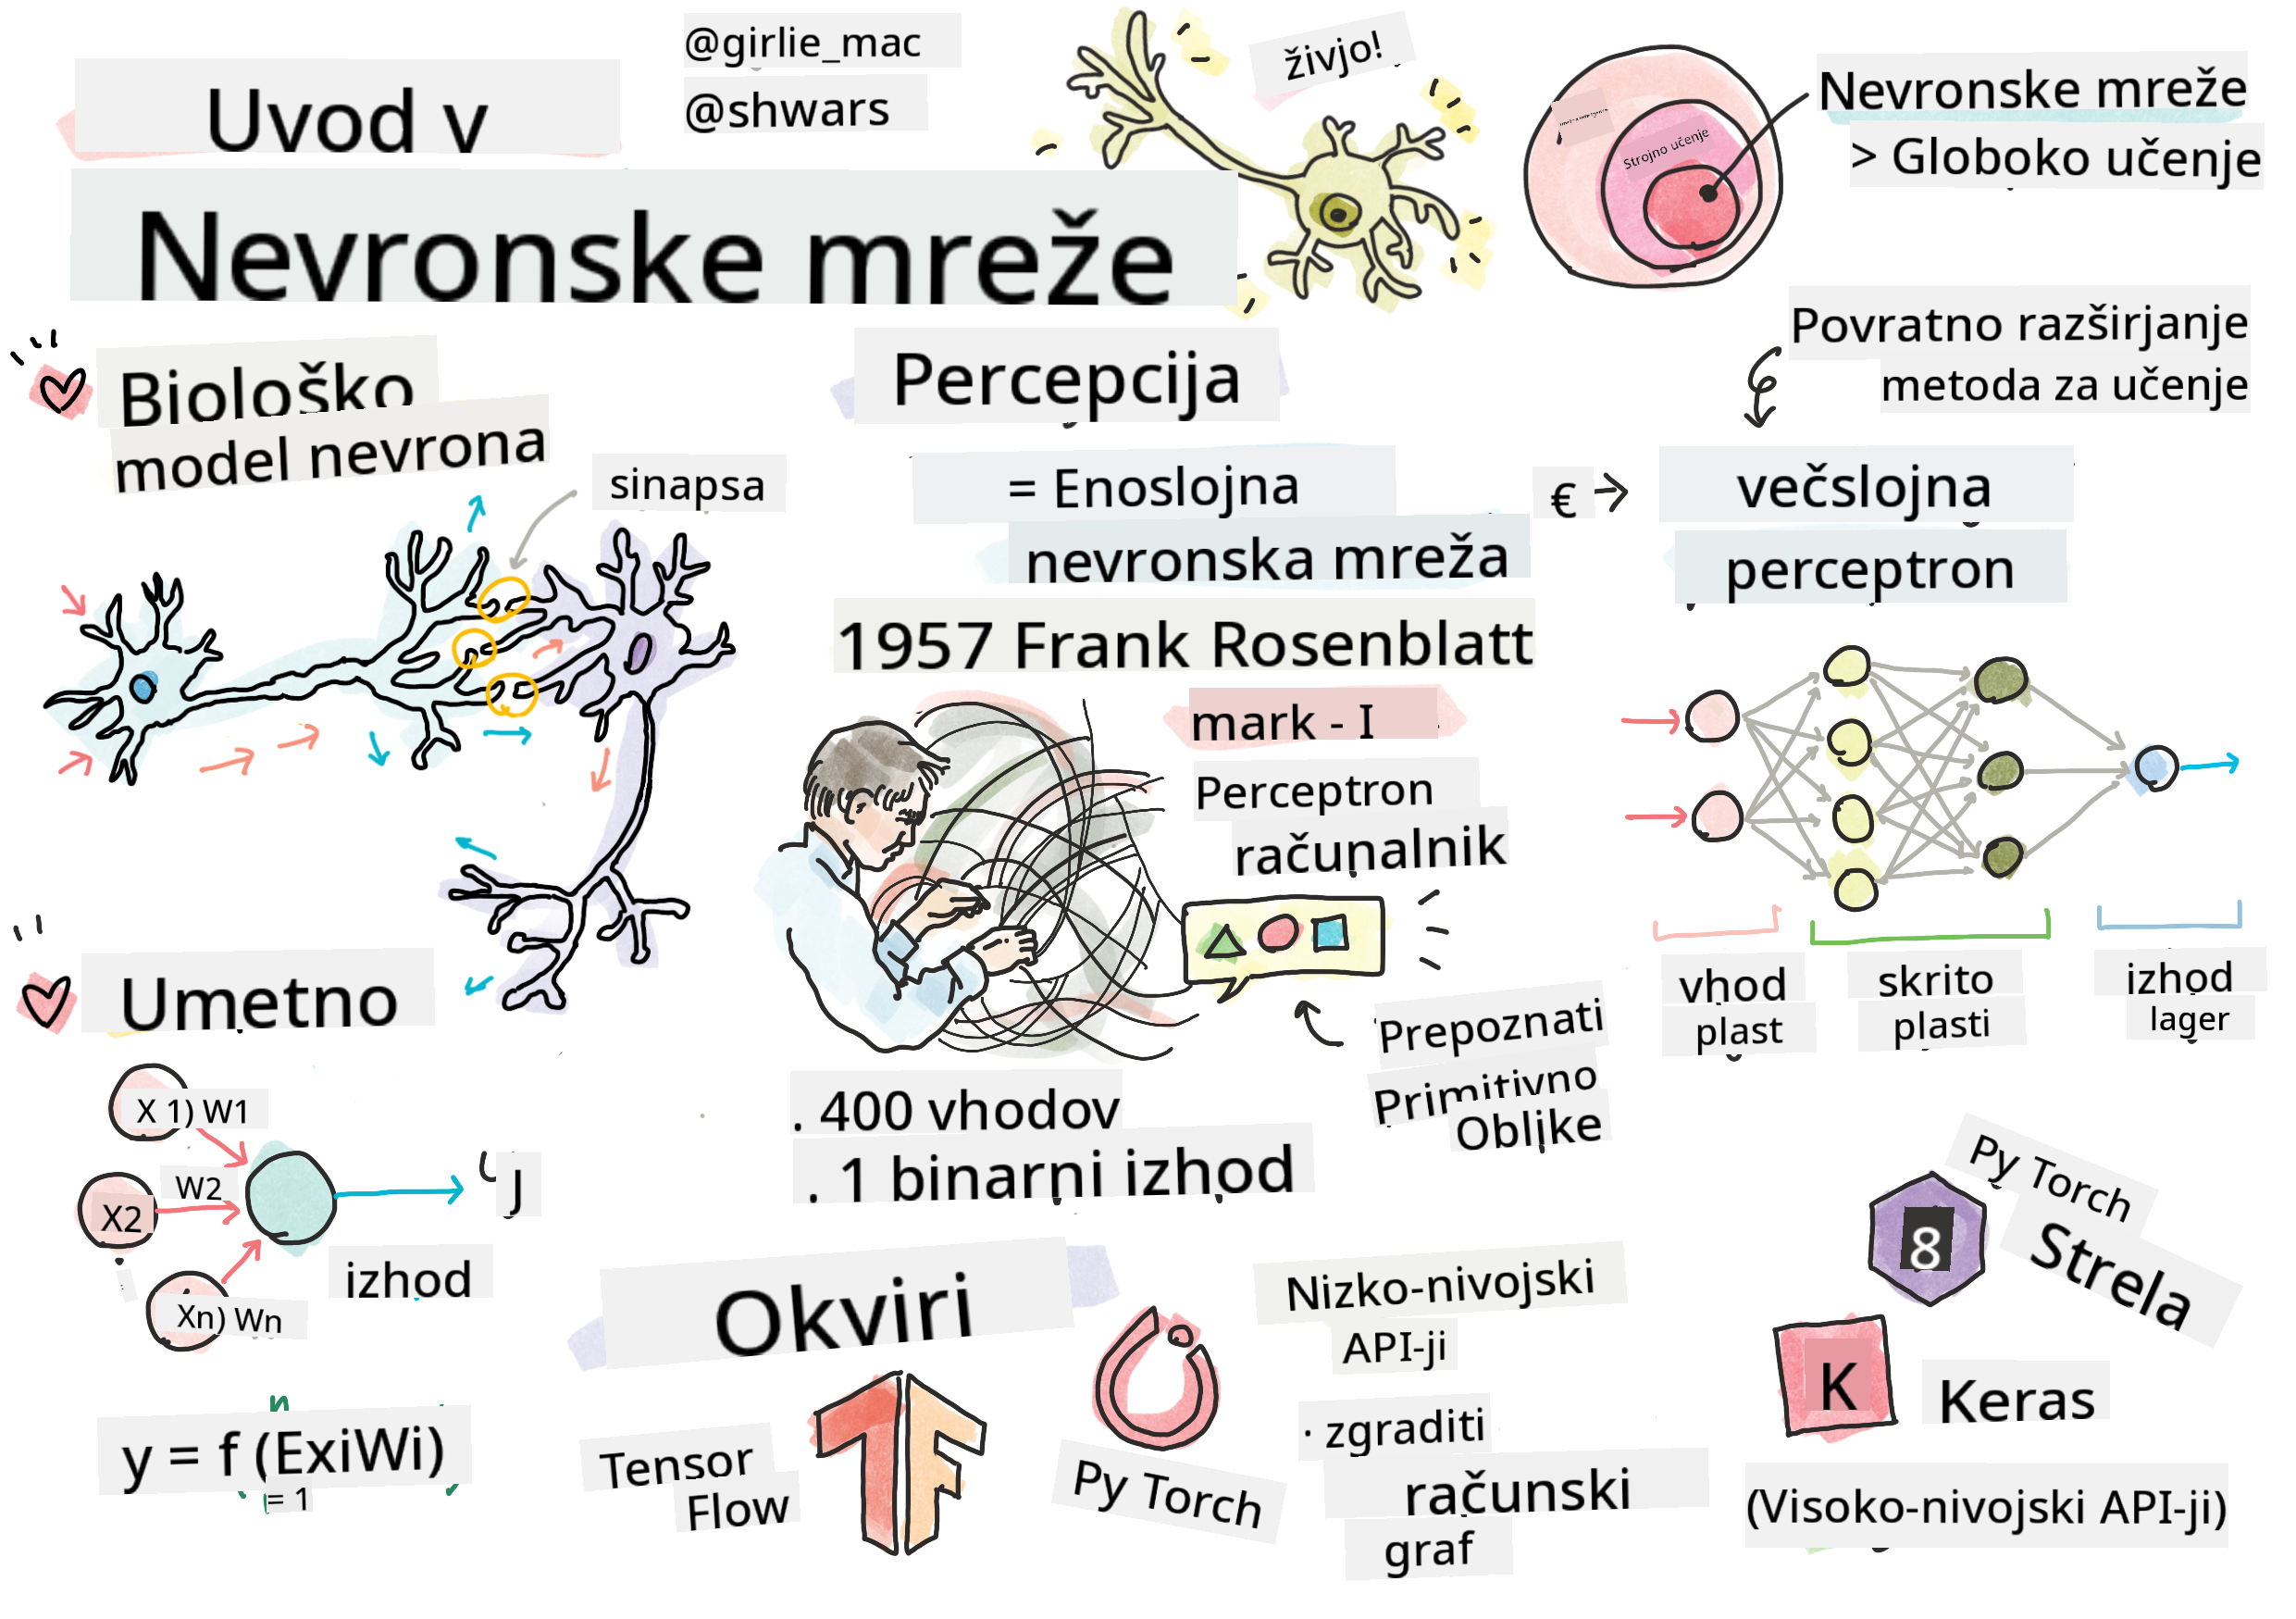 @girlie_mac
@shwars
Uvod v
Nevronske mreže
živjo!
Strojno učenje
Nevronske mreže
> Globoko učenje
Biološko
model nevrona
sinapsa
Percepcija
= Enoslojna
nevronska mreža
1957 Frank Rosenblatt
mark - I
Perceptron
računalnik
Prepoznati
Primitivno
Oblike
. 400 vhodov
. 1 binarni izhod
Povratno razširjanje
metoda za učenje
€
večslojna
perceptron
vhod
plast
skrito
plasti
izhod
lager
Umetno
X 1) W1
W2
X2
Xn) Wn
J
izhod
n
y = f (ExiWi)
= 1
Okviri
Tensor
Flow
Py Torch
Nizko-nivojski
API-ji
· zgraditi
računski
graf
Py Torch
Strela
8
K
Keras
(Visoko-nivojski API-ji)